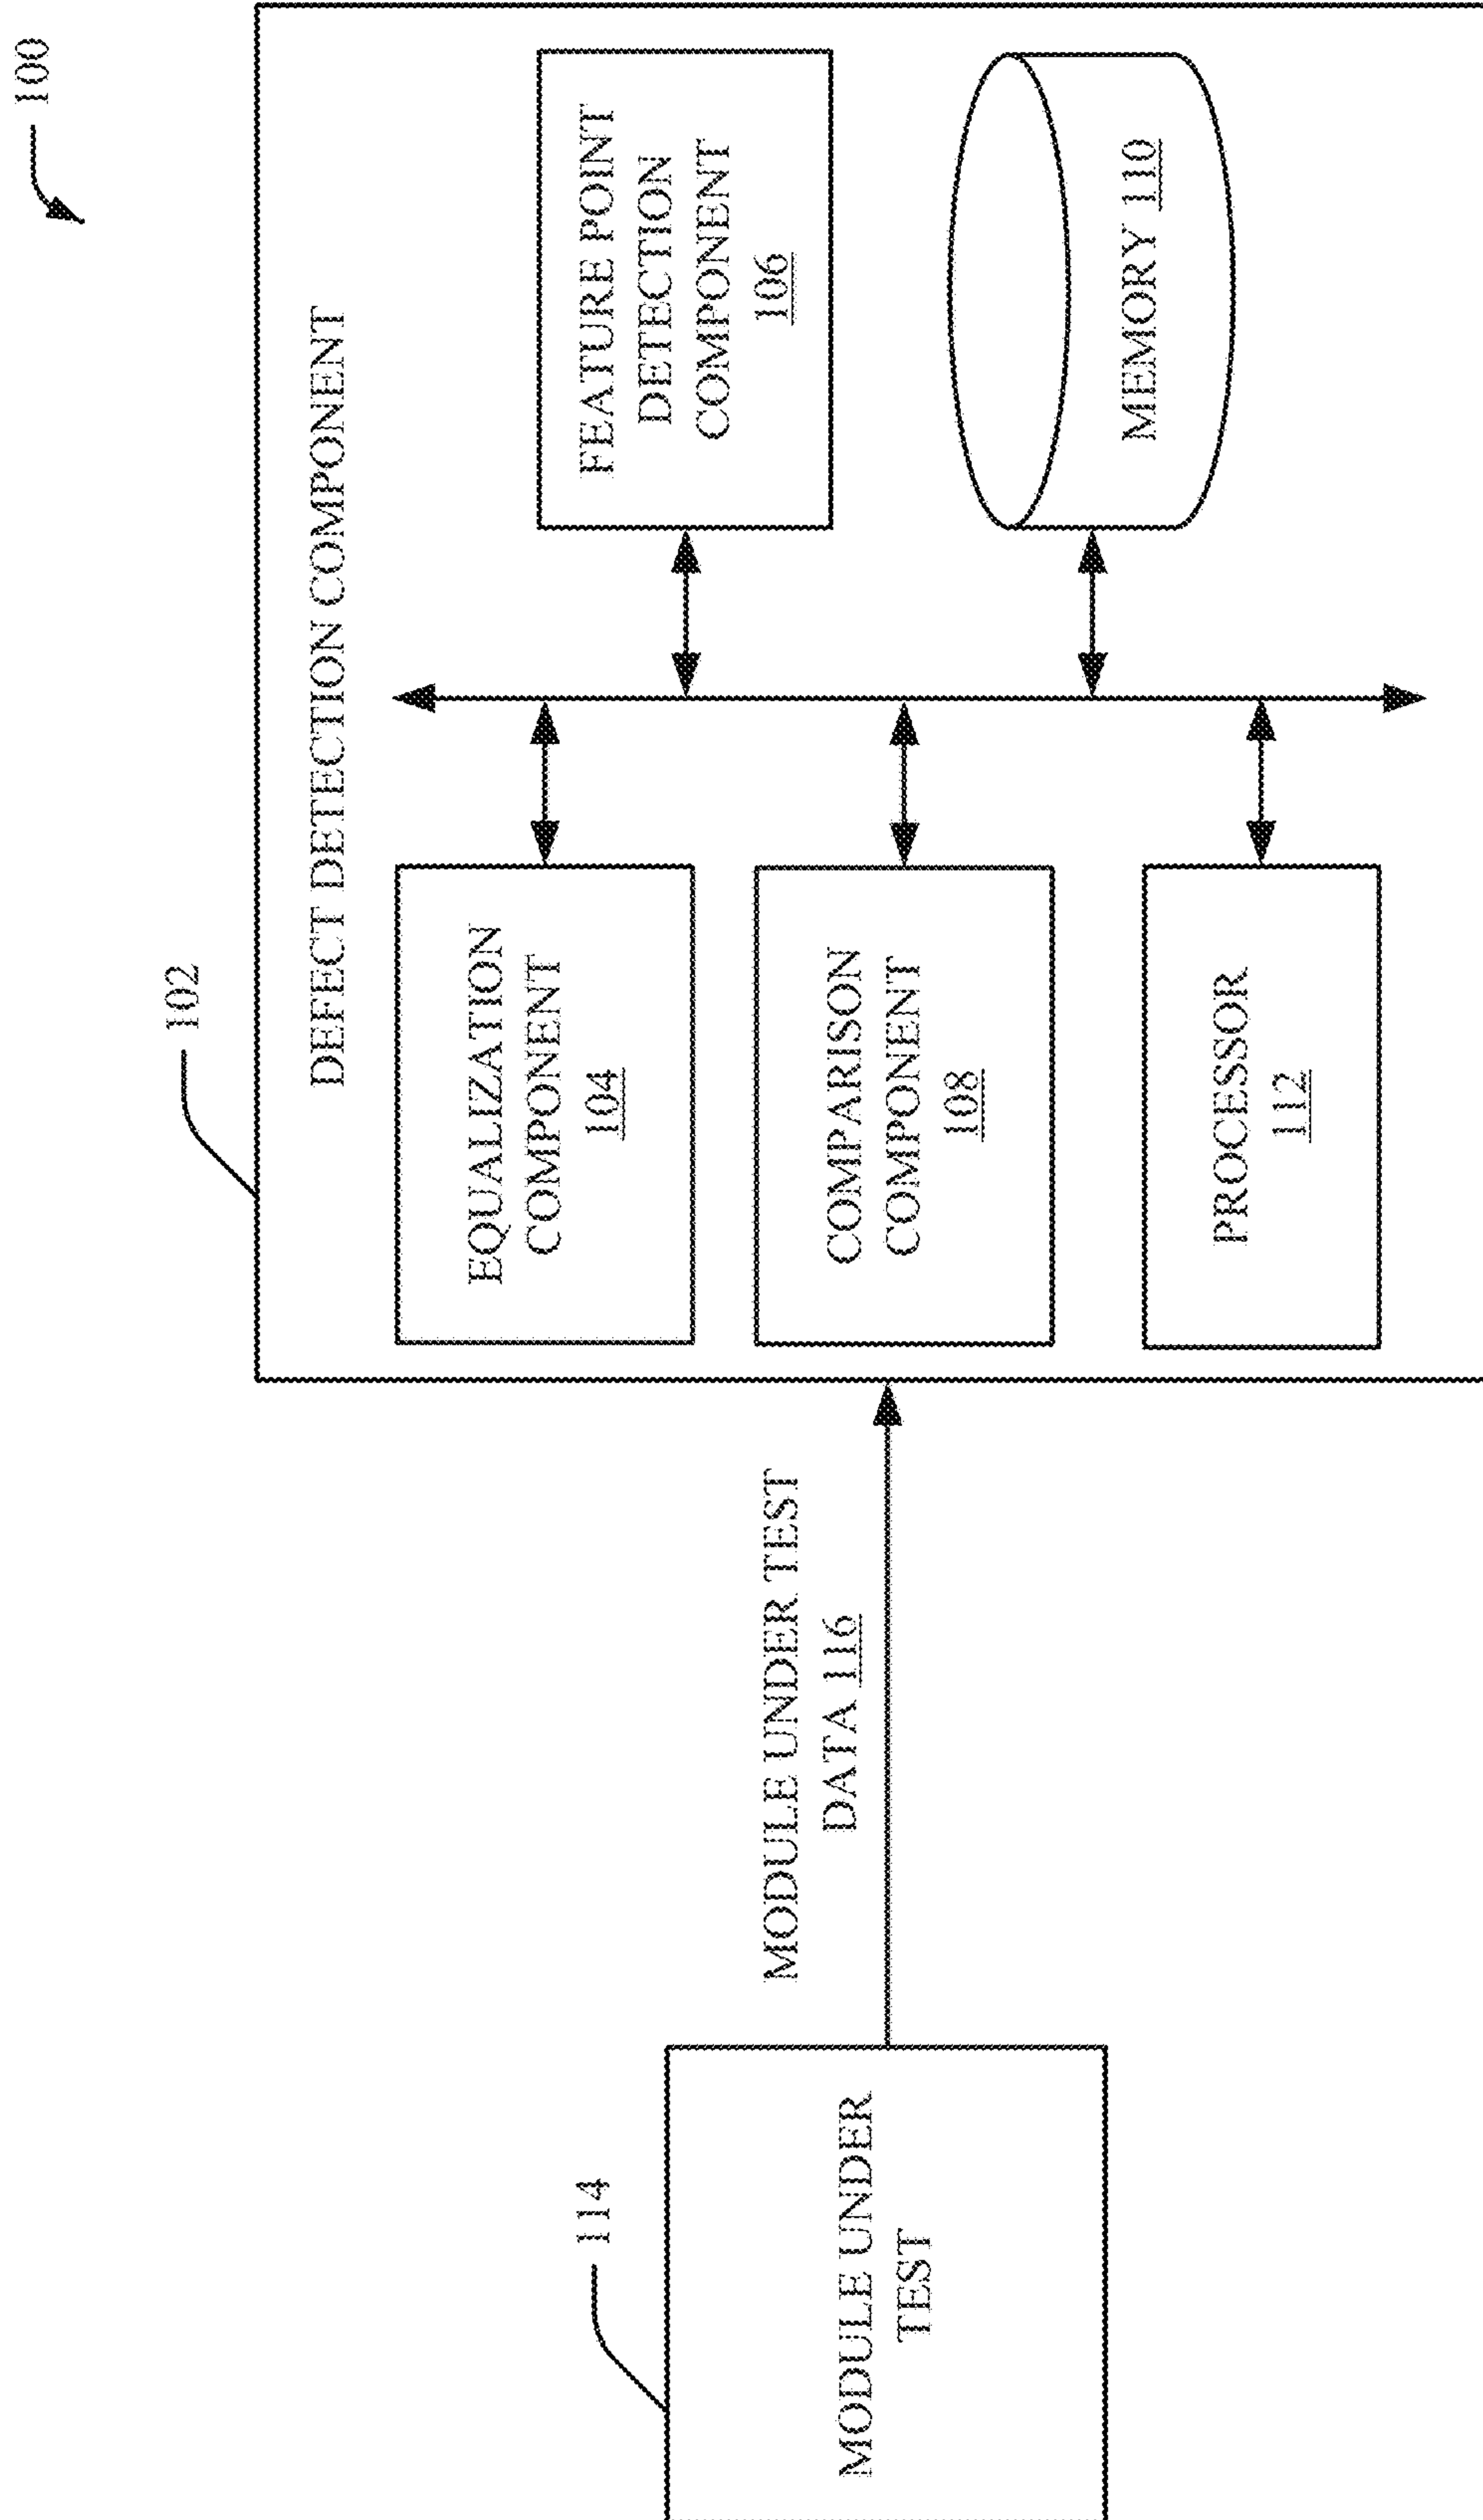 100
102
DEFECT DETECTION COMPONENT
EQUALIZATION
COMPONENT
104
FEATURE POINT
DETECTION
COMPONENT
106
COMPARISON
COMPONENT
108
MEMORY 110
PROCESSOR
112
MODULE UNDER TEST
DATA 116
114
MODULE UNDER
TEST